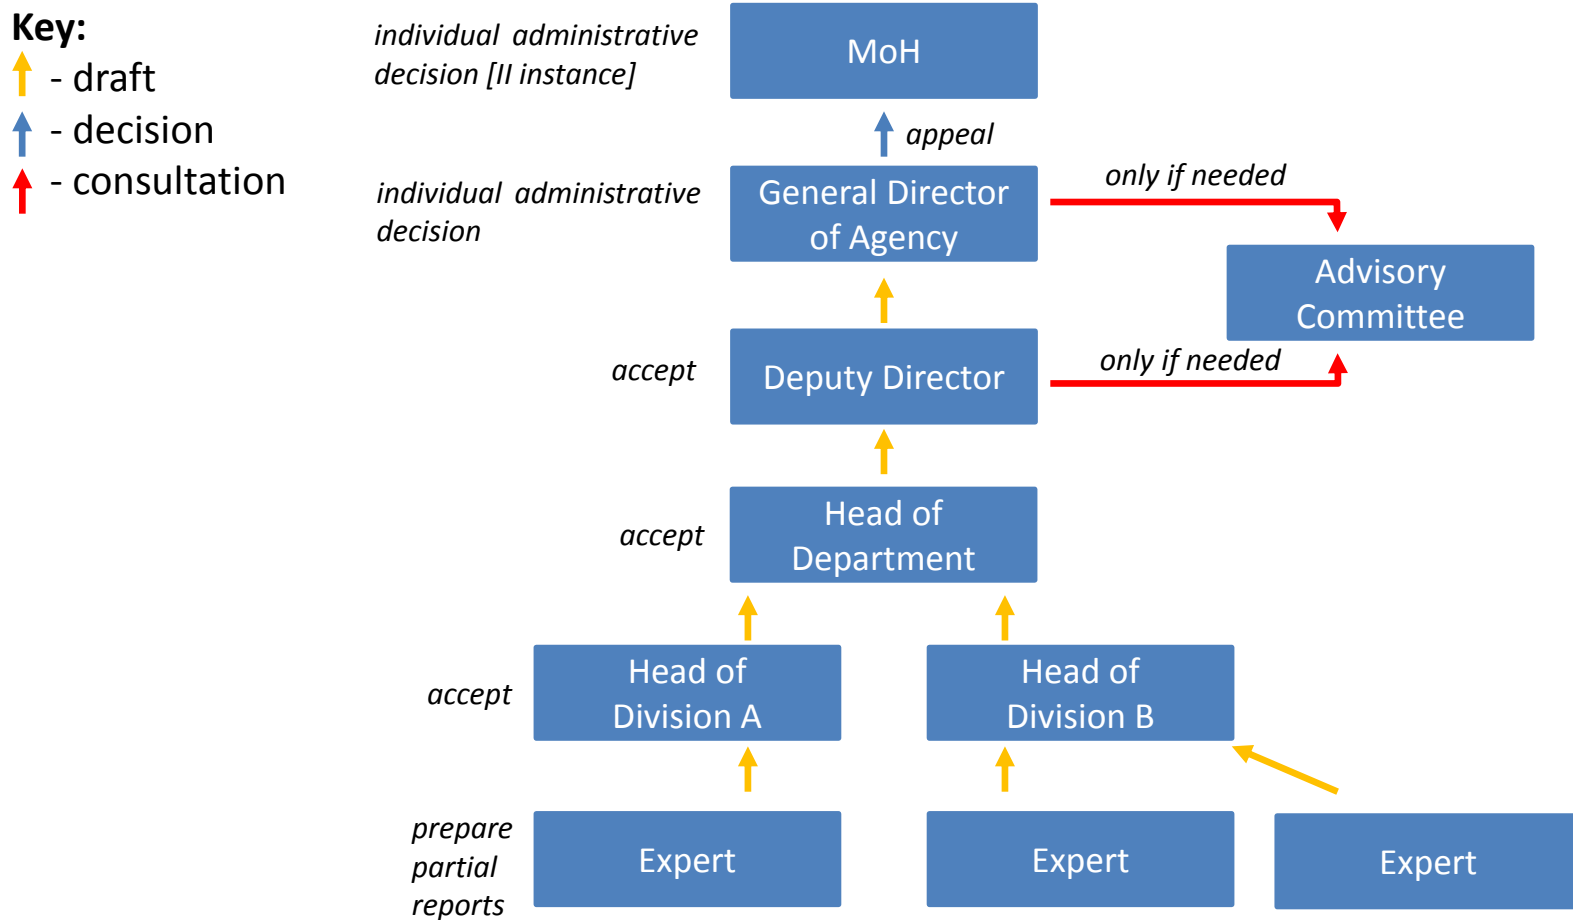 Key:
- draft
- decision
- consultation
individual administrative
decision [II instance]
MoH
appeal
individual administrative
decision
General Director
of Agency
only if needed
Advisory
Committee
accept
Deputy Director
only if needed
accept
Head of
Department
accept
Head of
Division A
Head of
Division B
prepare
partial
reports
Expert
Expert
Expert